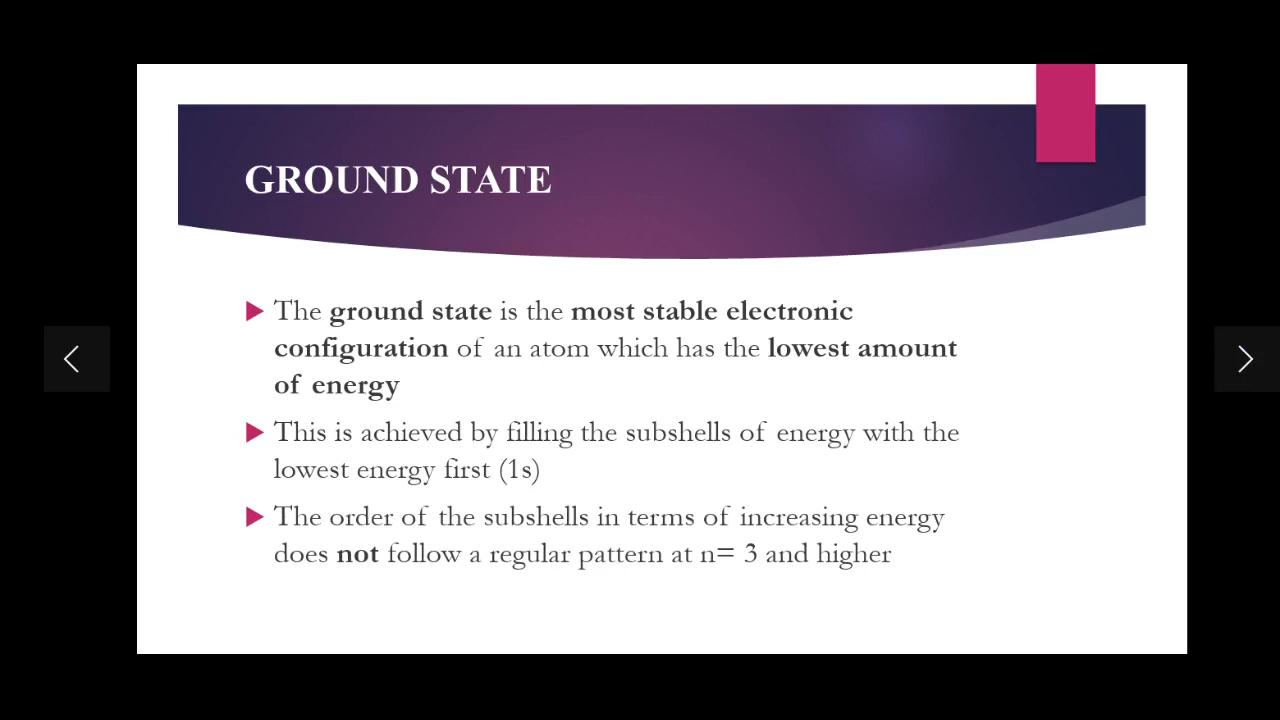 GROUND STATE
The ground state is the most stable electronic
configuration of an atom which has the lowest amount
of energy
This is achieved by filling the subshells of energy with the
lowest energy first (1s)
The order of the subshells in terms of increasing energy
does not follow a regular pattern at n= 3 and higher